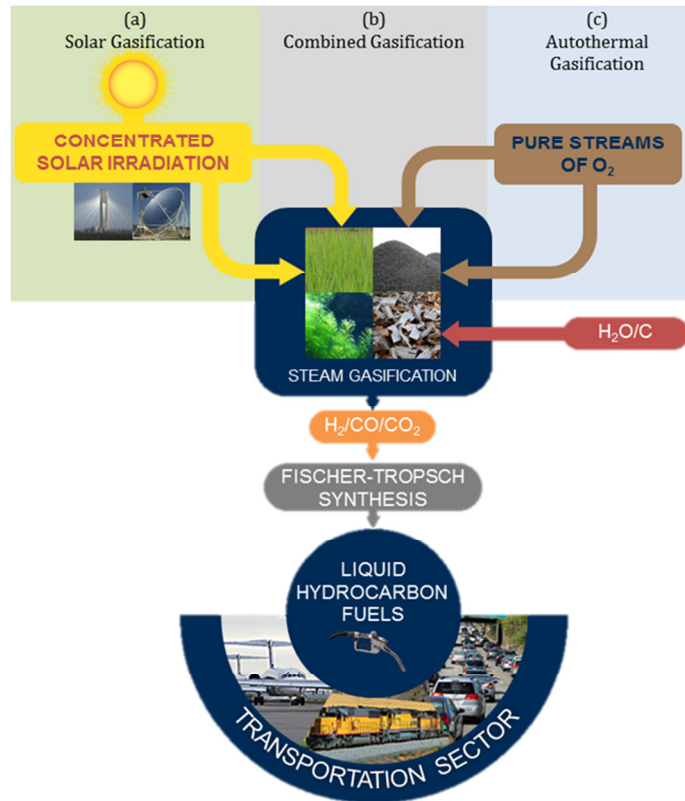 (a)
Solar Gasification
(b)
Combined Gasification
(c)
Autothermal
Gasification
CONCENTRATED
SOLAR IRRADIATION
PURE STREAMS
OF O₂
H₂O/C
STEAM GASIFICATION
H₂/CO/CO₂
FISCHER-TROPSCH
SYNTHESIS
LIQUID
HYDROCARBON
FUELS
TRANSPORTATION SECTOR